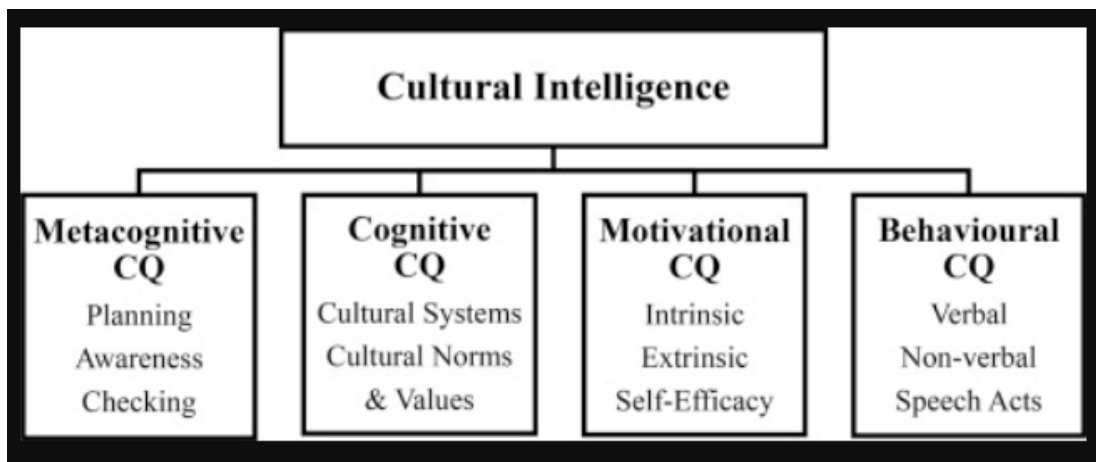 Cultural Intelligence
Metacognitive
CQ
Planning
Awareness
Checking
Cognitive
CQ
Cultural Systems
Cultural Norms
& Values
Motivational
CQ
Intrinsic
Extrinsic
Self-Efficacy
Behavioural
CQ
Verbal
Non-verbal
Speech Acts